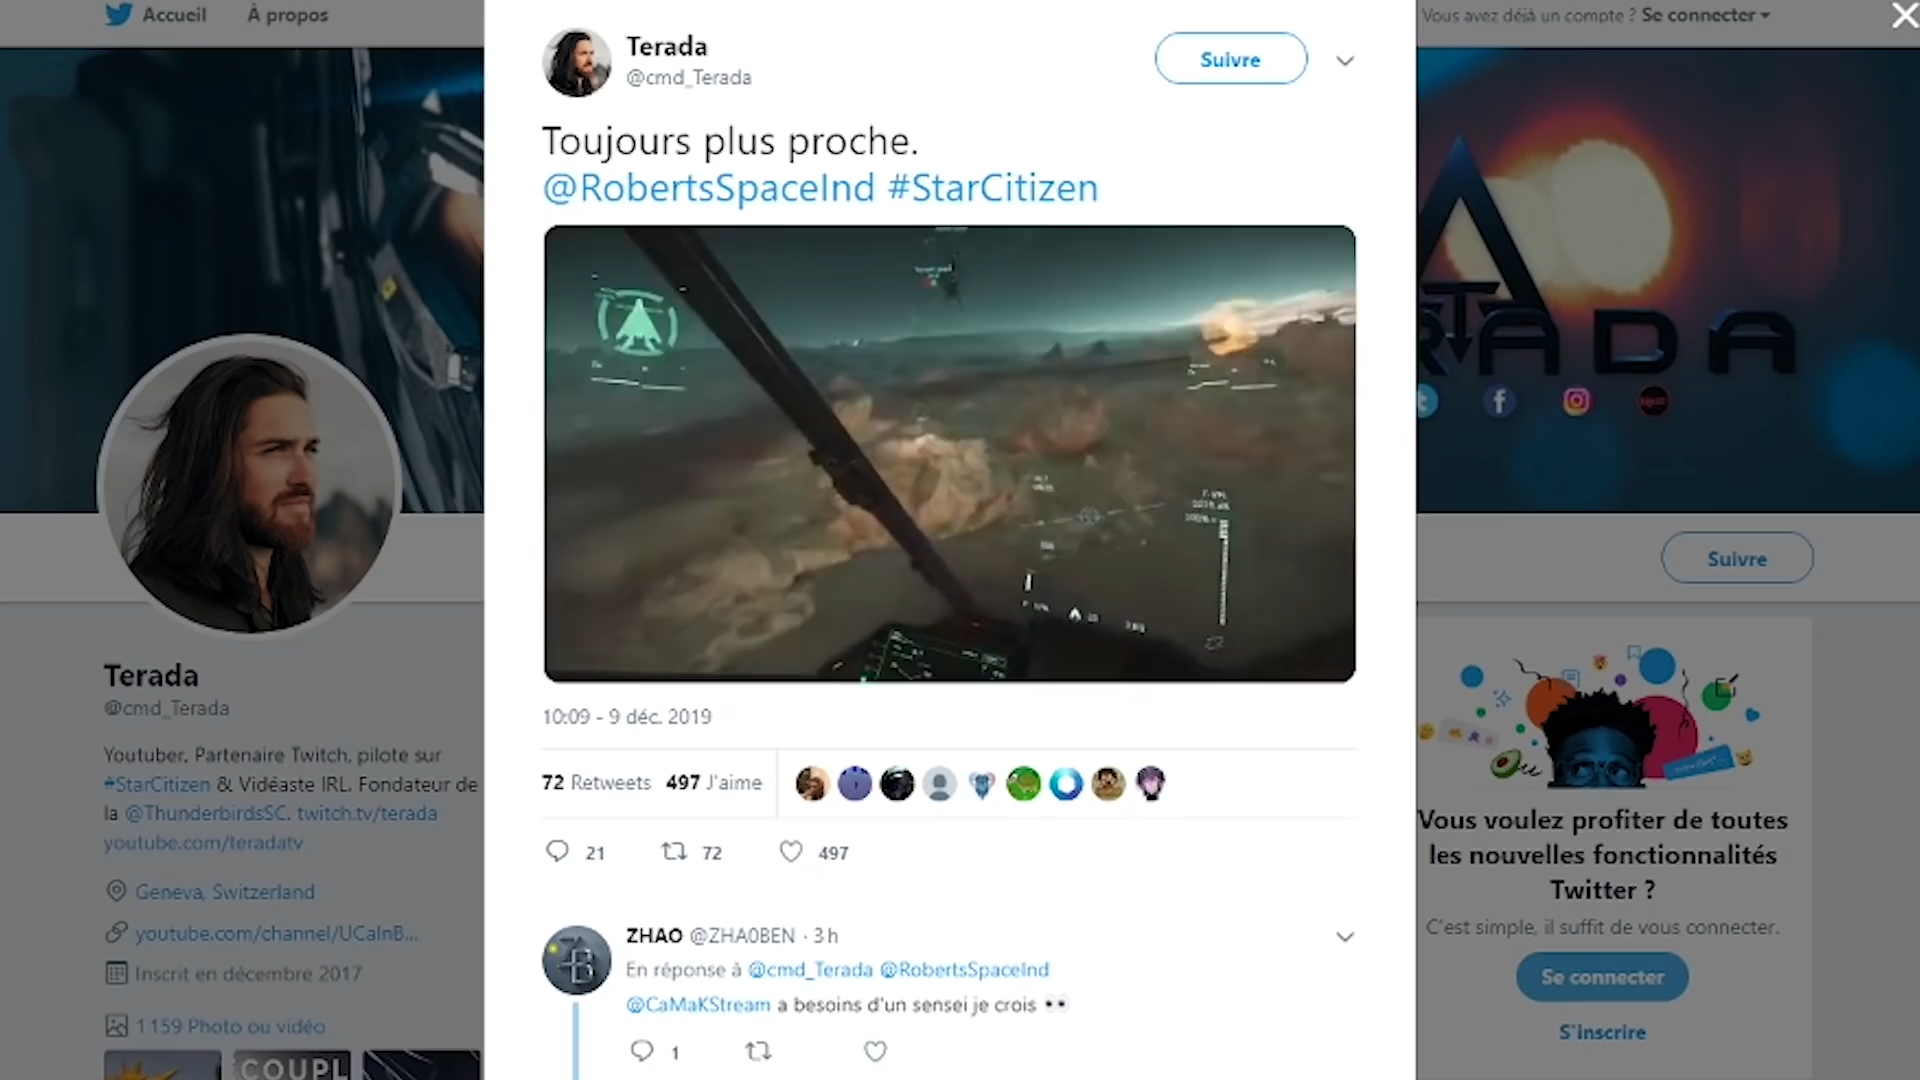 Accueil
À propos
Vous avez déjà un compte ? Se connecter
Terada
@cmd_Terada
Suivre
Toujours plus proche.
@RobertsSpaceInd #StarCitizen
10:09 - 9 déc. 2019
72 Retweets 497 J'aime
21
72
497
ZHAO @ZHA0BEN · 3 h
En réponse à @cmd_Terada @RobertsSpaceInd
@CaMaKStream a besoins d'un sensei je crois 👀
1
Terada
@cmd_Terada
Youtuber, Partenaire Twitch, pilote sur
#StarCitizen & Vidéaste IRL. Fondateur de
la @ThunderbirdsSC. twitch.tv/terada
youtube.com/teradatv
Geneva, Switzerland
youtube.com/channel/UCaInB...
Inscrit en décembre 2017
1 159 Photo ou vidéo
COUPL
RADA
Suivre
Vous voulez profiter de toutes
les nouvelles fonctionnalités
Twitter ?
C'est simple, il suffit de vous connecter.
Se connecter
S'inscrire